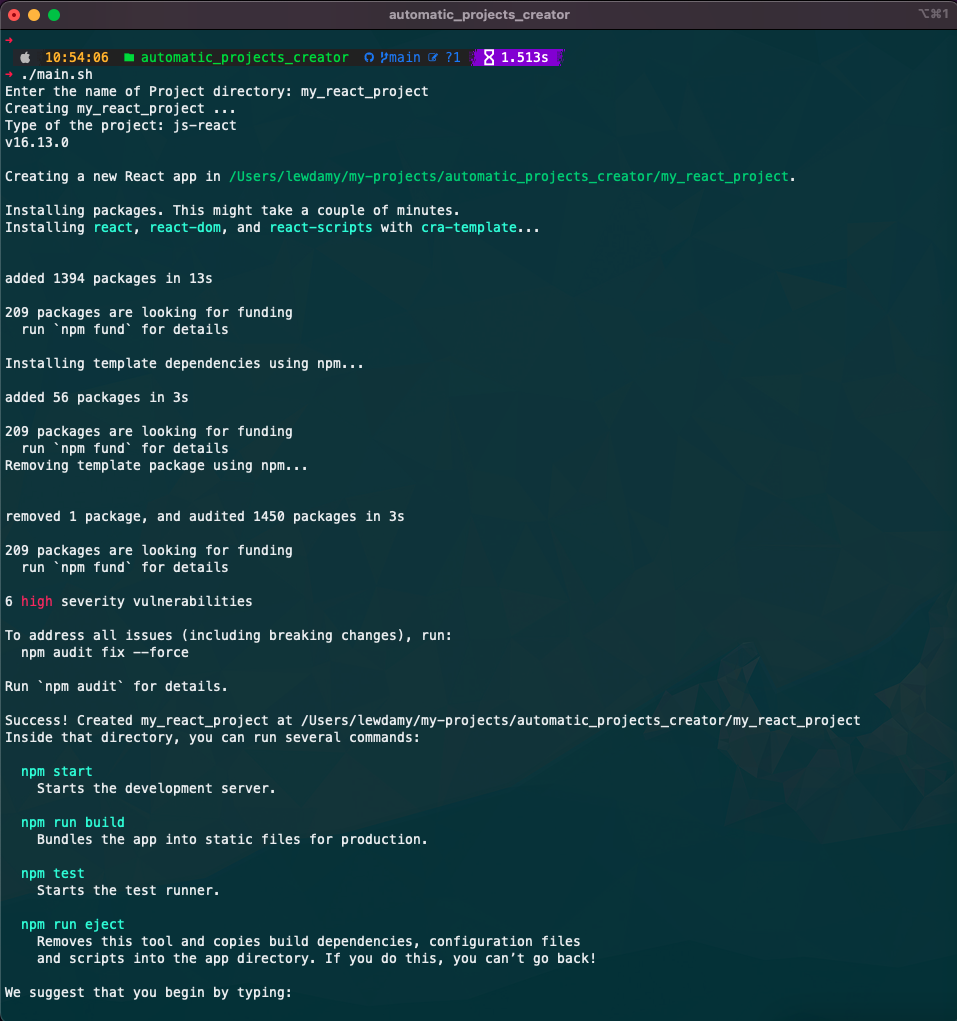 automatic_projects_creator
⌥⌘1
➜
10:54:06 automatic_projects_creator main ?1 1.513s
➜ ./main.sh
Enter the name of Project directory: my_react_project
Creating my_react_project ...
Type of the project: js-react
v16.13.0
Creating a new React app in /Users/lewdamy/my-projects/automatic_projects_creator/my_react_project.
Installing packages. This might take a couple of minutes.
Installing react, react-dom, and react-scripts with cra-template...
added 1394 packages in 13s
209 packages are looking for funding
  run `npm fund` for details
Installing template dependencies using npm...
added 56 packages in 3s
209 packages are looking for funding
  run `npm fund` for details
Removing template package using npm...
removed 1 package, and audited 1450 packages in 3s
209 packages are looking for funding
  run `npm fund` for details
6 high severity vulnerabilities
To address all issues (including breaking changes), run:
  npm audit fix --force
Run `npm audit` for details.
Success! Created my_react_project at /Users/lewdamy/my-projects/automatic_projects_creator/my_react_project
Inside that directory, you can run several commands:
  npm start
    Starts the development server.
  npm run build
    Bundles the app into static files for production.
  npm test
    Starts the test runner.
  npm run eject
    Removes this tool and copies build dependencies, configuration files
    and scripts into the app directory. If you do this, you can’t go back!
We suggest that you begin by typing: